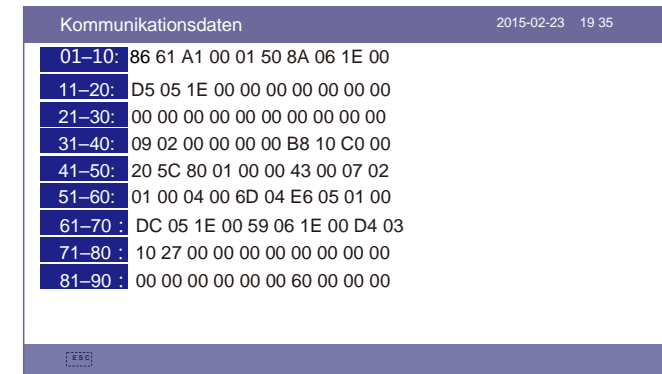 Kommunikationsdaten 2015-02-23 19 35
01–10: 86 61 A1 00 01 50 8A 06 1E 00
11–20: D5 05 1E 00 00 00 00 00 00 00
21–30: 00 00 00 00 00 00 00 00 00 00
31–40: 09 02 00 00 00 00 B8 10 C0 00
41–50: 20 5C 80 01 00 00 43 00 07 02
51–60: 01 00 04 00 6D 04 E6 05 01 00
61–70 : DC 05 1E 00 59 06 1E 00 D4 03
71–80 : 10 27 00 00 00 00 00 00 00 00
81–90 : 00 00 00 00 00 00 60 00 00 00
ESC